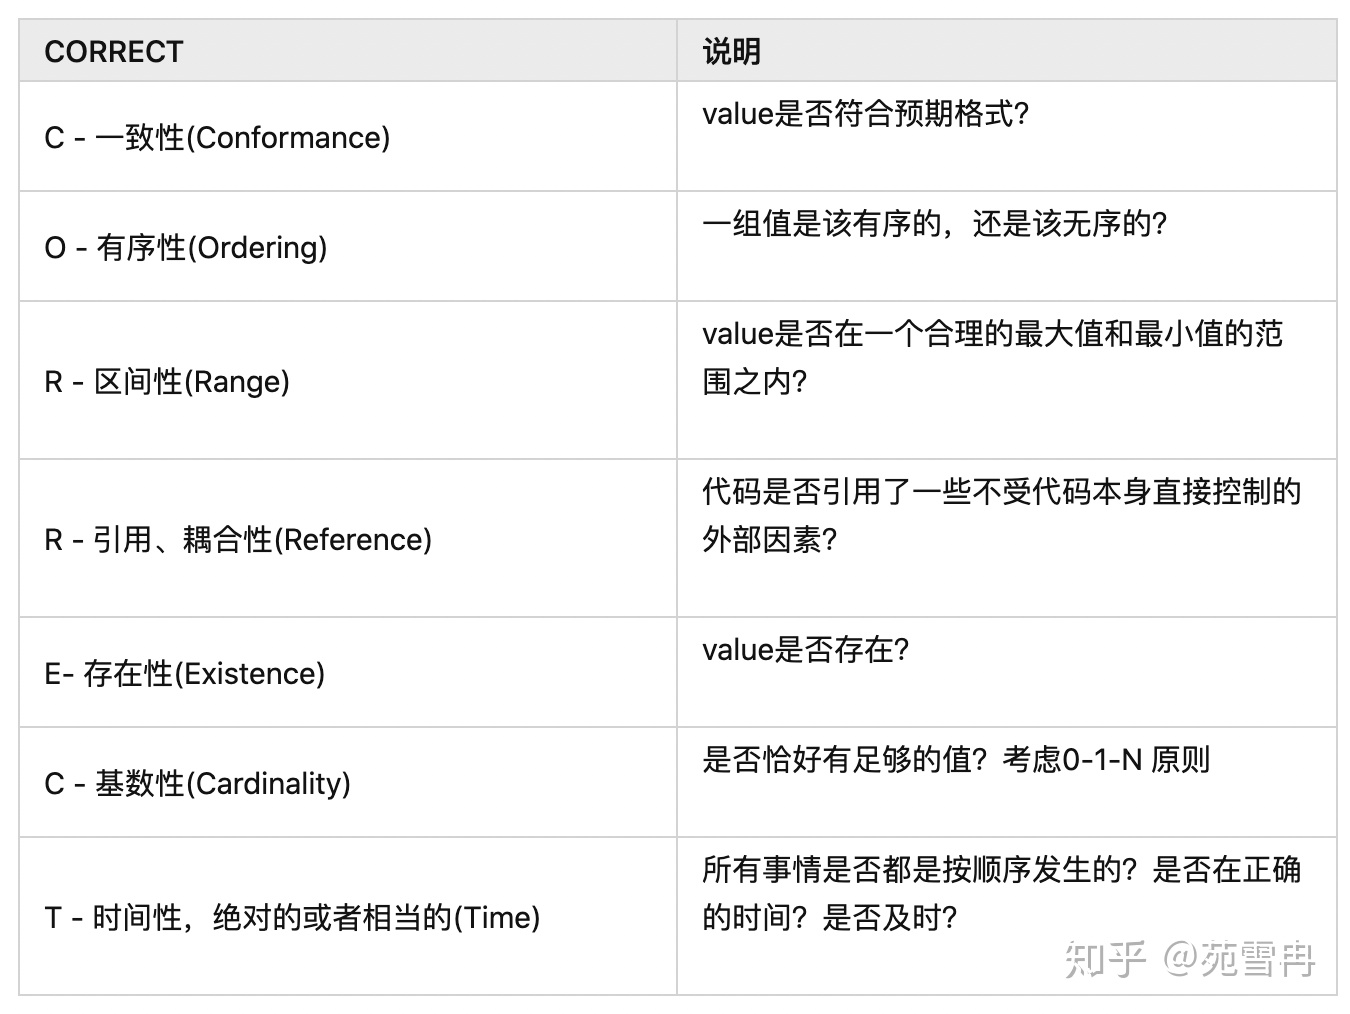 CORRECT
说明
C - 一致性(Conformance)
value是否符合预期格式?
O - 有序性(Ordering)
一组值是该有序的，还是该无序的?
R - 区间性(Range)
value是否在一个合理的最大值和最小值的范
围之内?
R - 引用、耦合性(Reference)
代码是否引用了一些不受代码本身直接控制的
外部因素?
E- 存在性(Existence)
value是否存在?
C - 基数性(Cardinality)
是否恰好有足够的值? 考虑0-1-N 原则
T - 时间性，绝对的或者相当的(Time)
所有事情是否都是按顺序发生的? 是否在正确
的时间? 是否及时?
知乎 @苑雪冉